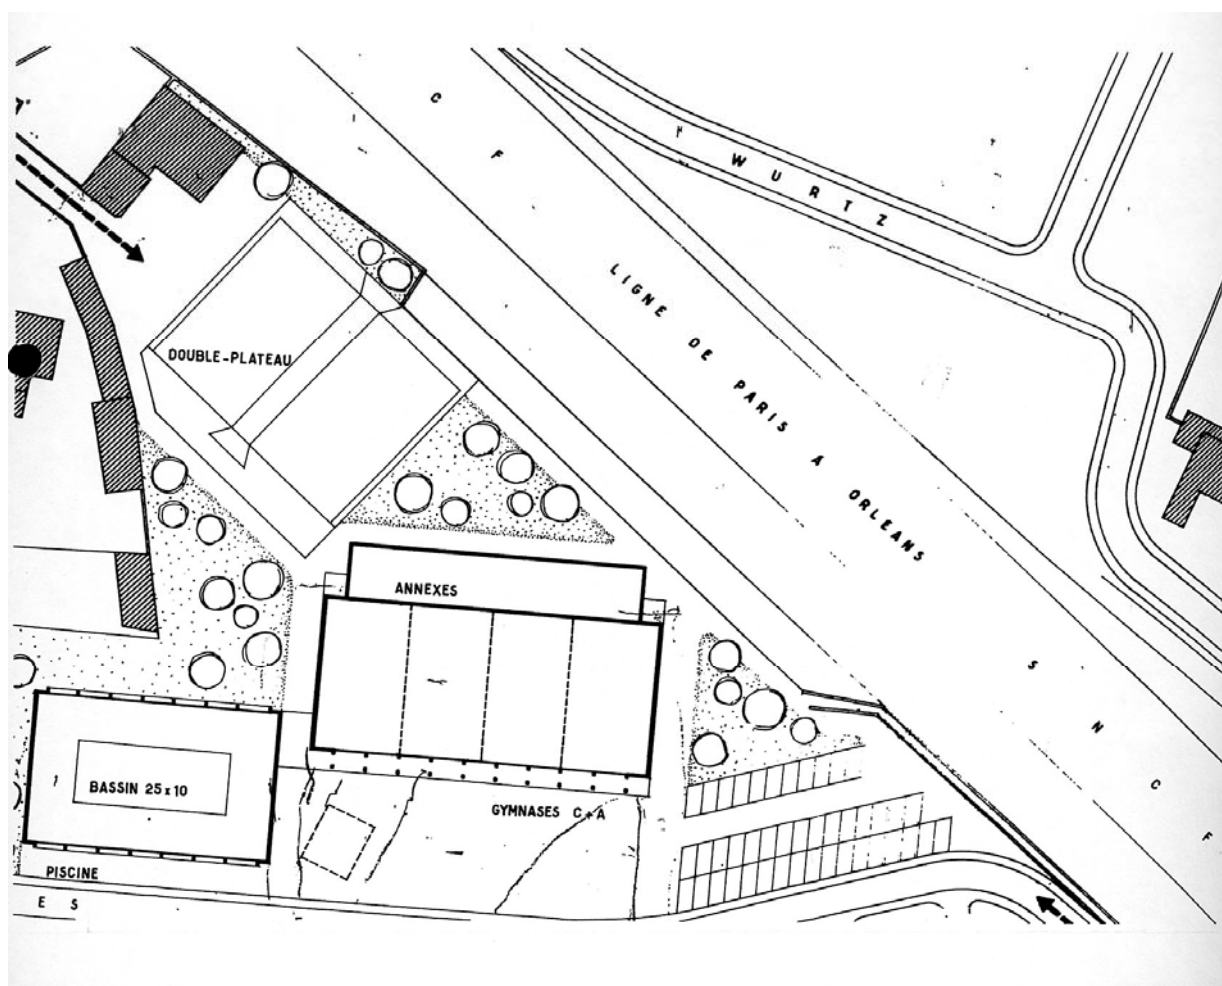 C F
WURTZ
LIGNE DE PARIS A ORLEANS
DOUBLE-PLATEAU
ANNEXES
S N C F
BASSIN 25 x 10
GYMNASES C + A
PISCINE
E S